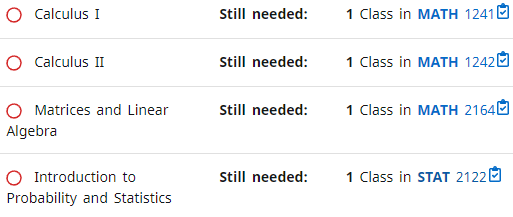 Calculus I Still needed: 1 Class in MATH 1241
Calculus II Still needed: 1 Class in MATH 1242
Matrices and Linear Still needed: 1 Class in MATH 2164
Algebra
Introduction to Still needed: 1 Class in STAT 2122
Probability and Statistics